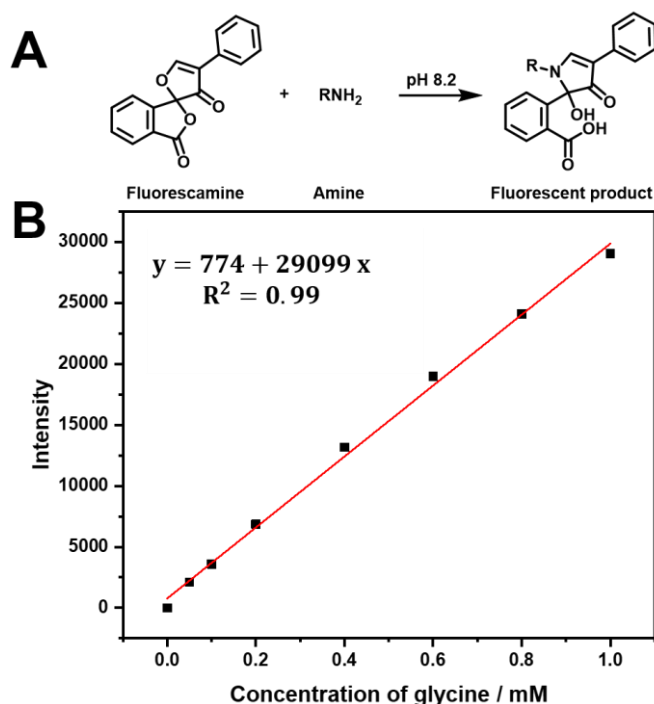 A
O
O
O
O
+
RNH₂
pH 8.2
R
N
OH
O
OH
O
Fluorescamine
Amine
Fluorescent product
B
y = 774 + 29099 x
R² = 0.99
Intensity
30000
25000
20000
15000
10000
5000
0
0.0 0.2 0.4 0.6 0.8 1.0
Concentration of glycine / mM